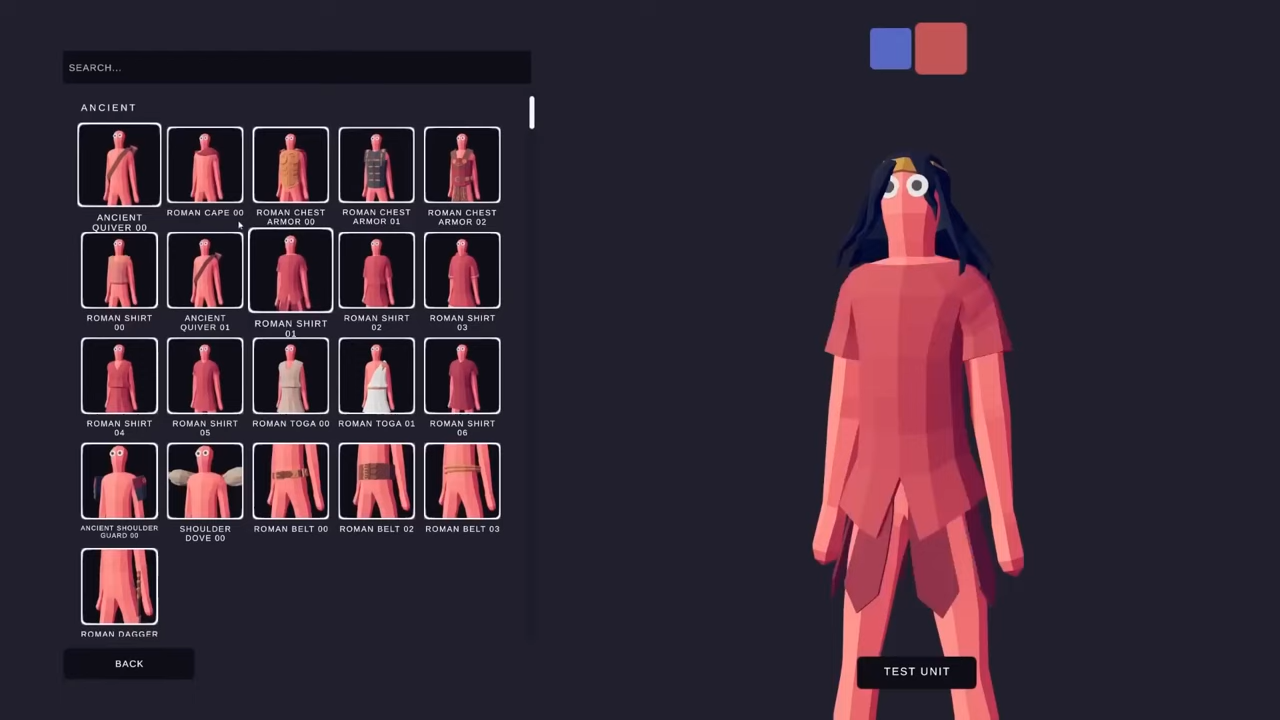 SEARCH...
ANCIENT
ANCIENT
QUIVER 00
ROMAN CAPE 00
ROMAN CHEST
ARMOR 00
ROMAN CHEST
ARMOR 01
ROMAN CHEST
ARMOR 02
ROMAN SHIRT
00
ANCIENT
QUIVER 01
ROMAN SHIRT
01
ROMAN SHIRT
02
ROMAN SHIRT
03
ROMAN SHIRT
04
ROMAN SHIRT
05
ROMAN TOGA 00
ROMAN TOGA 01
ROMAN SHIRT
06
ANCIENT SHOULDER
GUARD 00
SHOULDER
DOVE 00
ROMAN BELT 00
ROMAN BELT 02
ROMAN BELT 03
ROMAN DAGGER
BACK
TEST UNIT